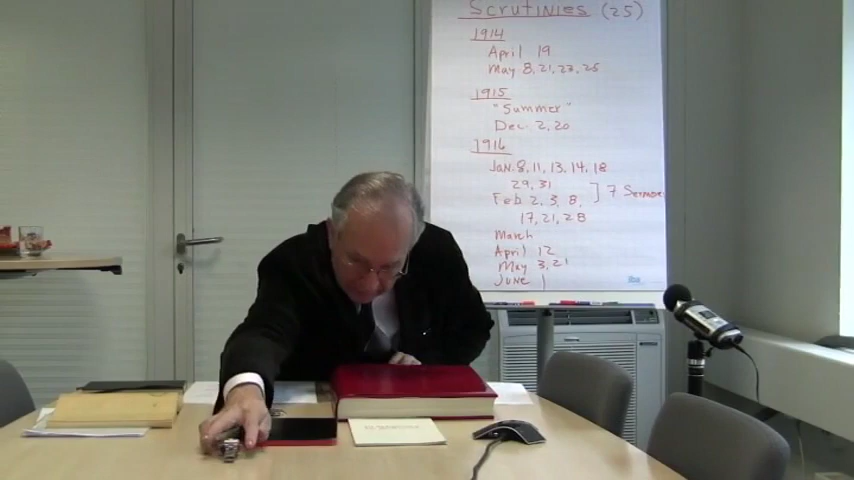 SCRUTINIES (25)
1914
April 19
May 8, 21, 23, 25
1915
"Summer"
Dec. 2, 20
1916
Jan. 8, 11, 13, 14, 18
29, 31
Feb 2, 3, 8, ] 7 Sermons
17, 21, 28
March
April 12
May 3, 21
June 1